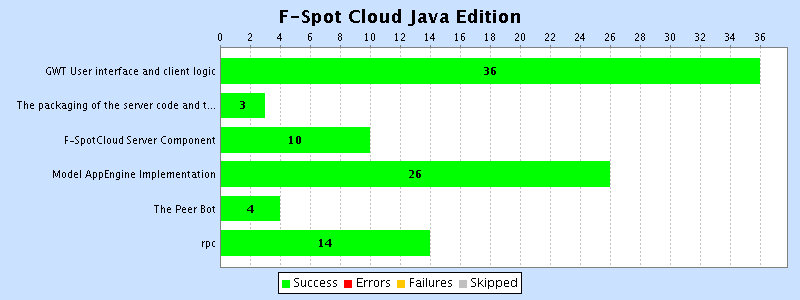 F-Spot Cloud Java Edition
0 2 4 6 8 10 12 14 16 18 20 22 24 26 28 30 32 34 36
GWT User interface and client logic 36
The packaging of the server code and t... 3
F-SpotCloud Server Component 10
Model AppEngine Implementation 26
The Peer Bot 4
rpc 14
Success Errors Failures Skipped